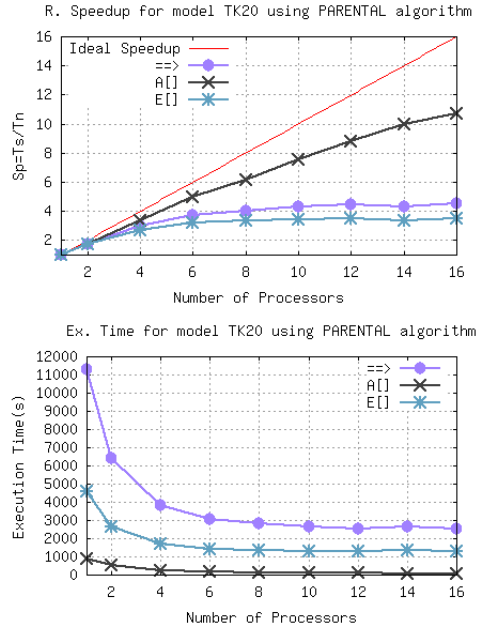 R. Speedup for model TK20 using PARENTAL algorithm
16
Ideal Speedup
14
==>
A[]
12
E[]
10
Sp=Ts/Tn
8
6
4
2
2 4 6 8 10 12 14 16
Number of Processors
Ex. Time for model TK20 using PARENTAL algorithm
12000
==>
11000
A[]
10000
E[]
9000
8000
7000
6000
Execution Time(s)
5000
4000
3000
2000
1000
0
2 4 6 8 10 12 14 16
Number of Processors